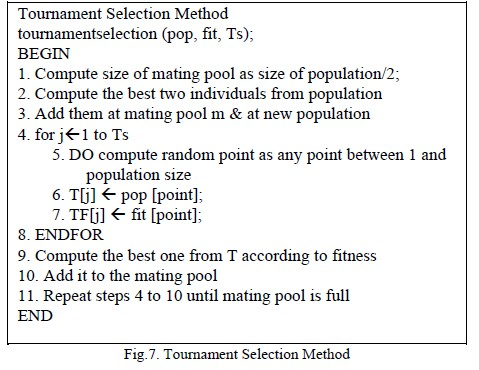 Tournament Selection Method
tournamentselection (pop, fit, Ts);
BEGIN
1. Compute size of mating pool as size of population/2;
2. Compute the best two individuals from population
3. Add them at mating pool m & at new population
4. for j←1 to Ts
5. DO compute random point as any point between 1 and
population size
6. T[j] ← pop [point];
7. TF[j] ← fit [point];
8. ENDFOR
9. Compute the best one from T according to fitness
10. Add it to the mating pool
11. Repeat steps 4 to 10 until mating pool is full
END
Fig.7. Tournament Selection Method